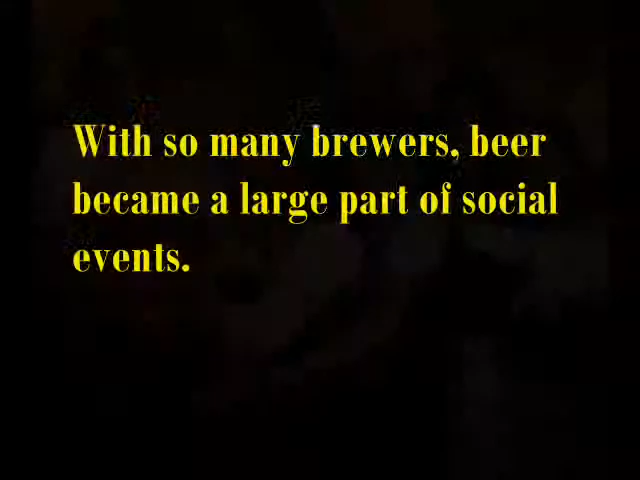 With so many brewers, beer
became a large part of social
events.